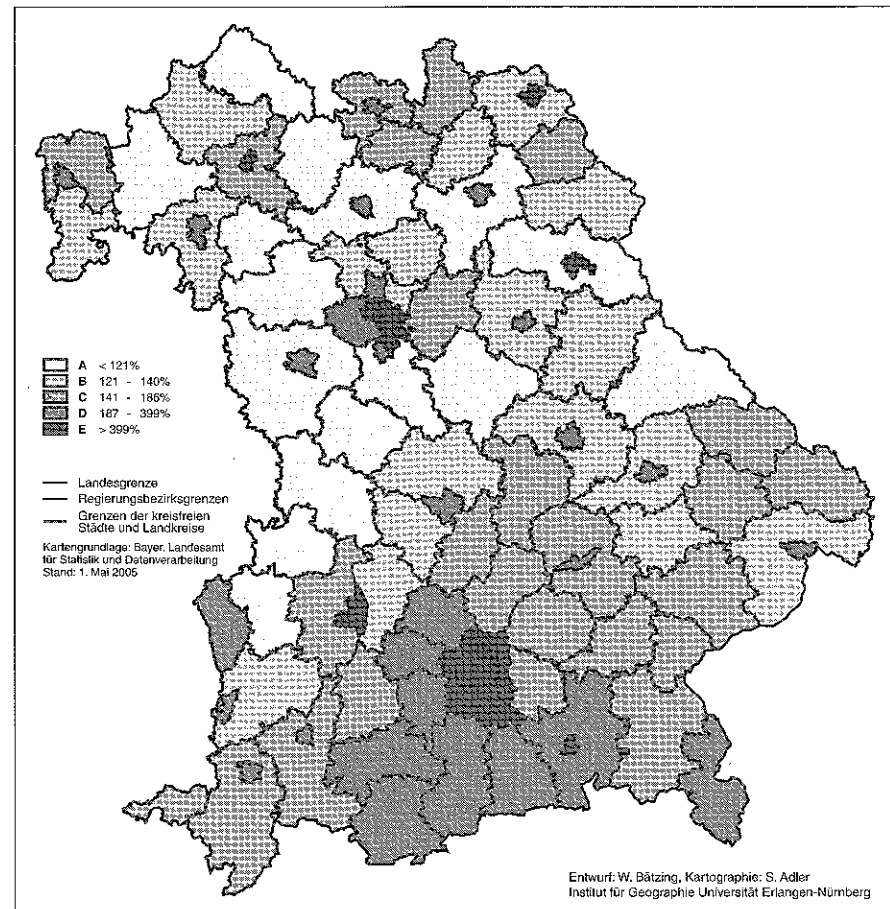 A < 121%
B 121 - 140%
C 141 - 186%
D 187 - 399%
E > 399%
Landesgrenze
Regierungsbezirksgrenzen
Grenzen der kreisfreien
Städte und Landkreise
Kartengrundlage: Bayer. Landesamt
für Statistik und Datenverarbeitung
Stand: 1. Mai 2005
Entwurf: W. Bätzing, Kartographie: S. Adler
Institut für Geographie Universität Erlangen-Nürnberg